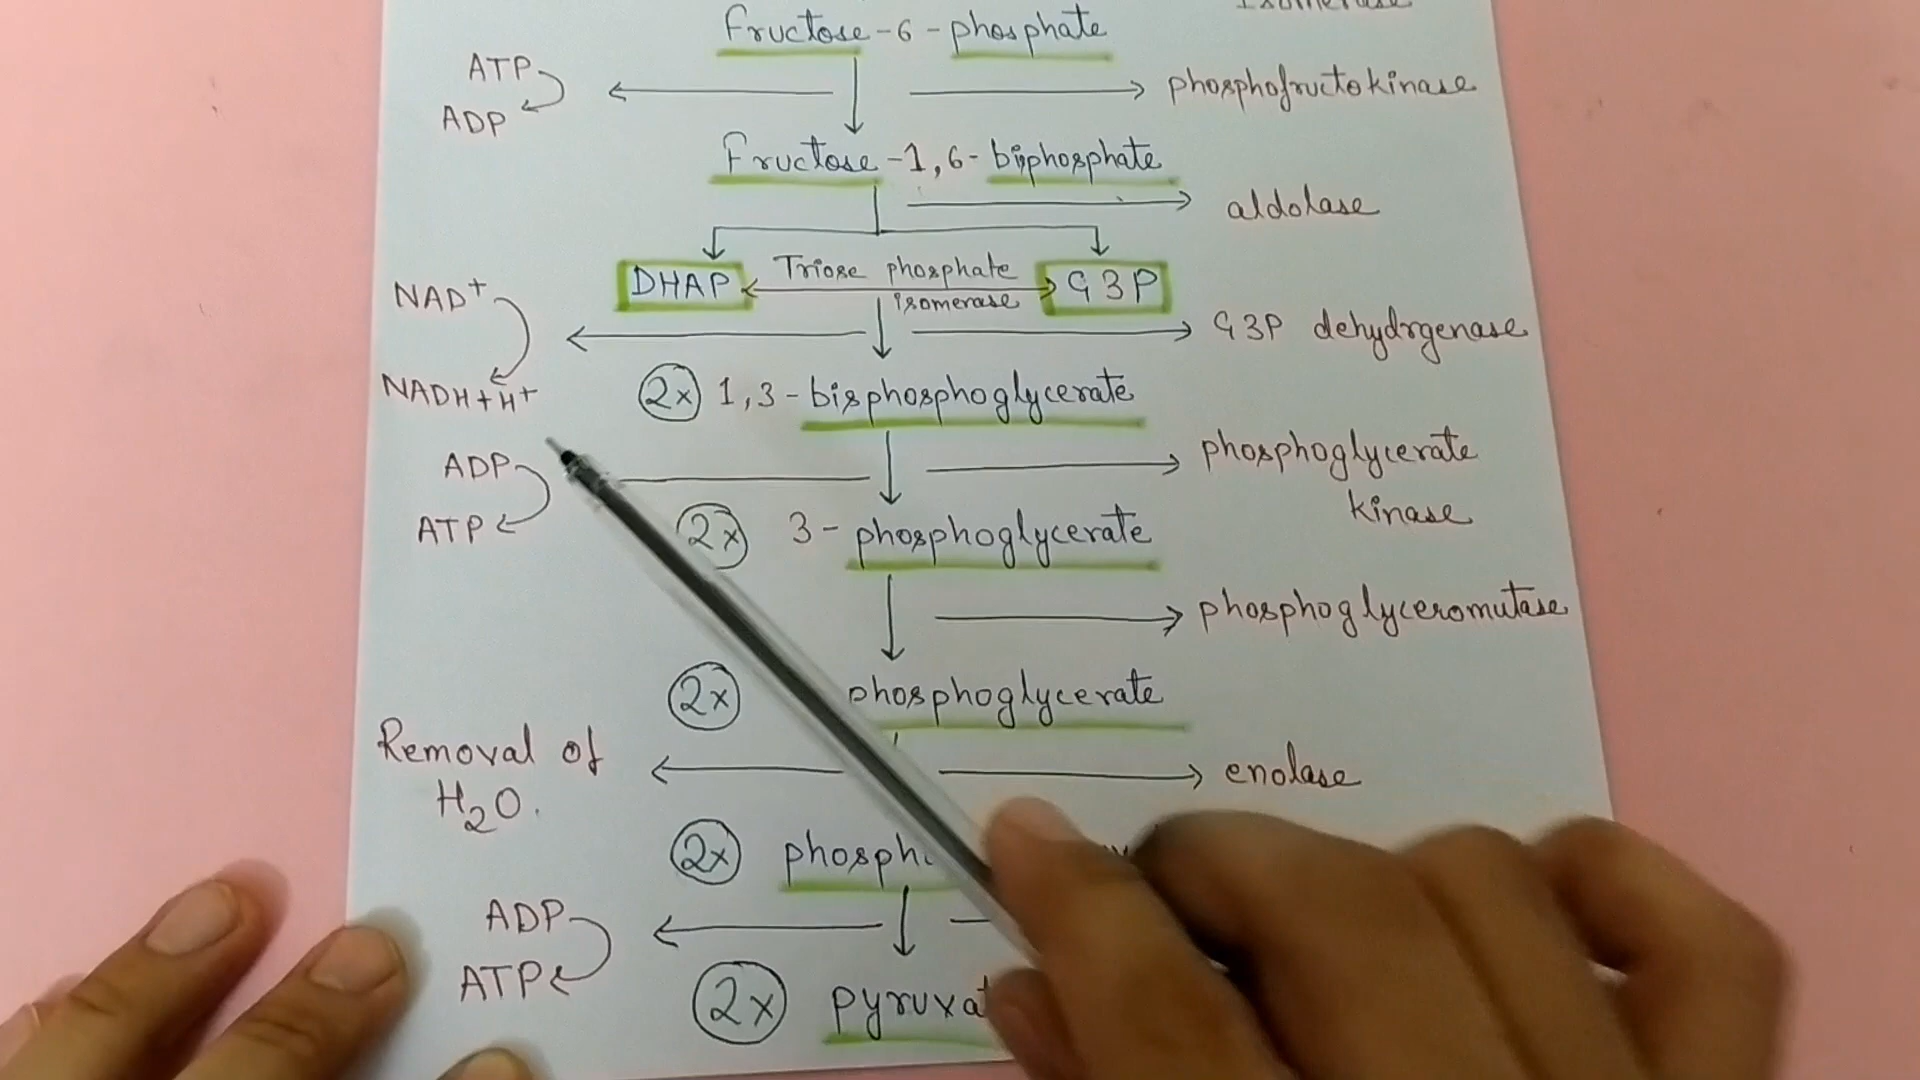 Fructose-6-phosphate
ATP
ADP
phosphofructokinase
Fructose-1,6-bisphosphate
aldolase
DHAP Triose phosphate G3P
isomerase
NAD+
NADH+H+
G3P dehydrgenase
2x 1,3-bisphosphoglycerate
ADP
ATP
phosphoglycerate
kinase
2x 3-phosphoglycerate
phosphoglyceromutase
2x phosphoglycerate
Removal of
H2O.
enolase
2x
ADP
ATP
2x